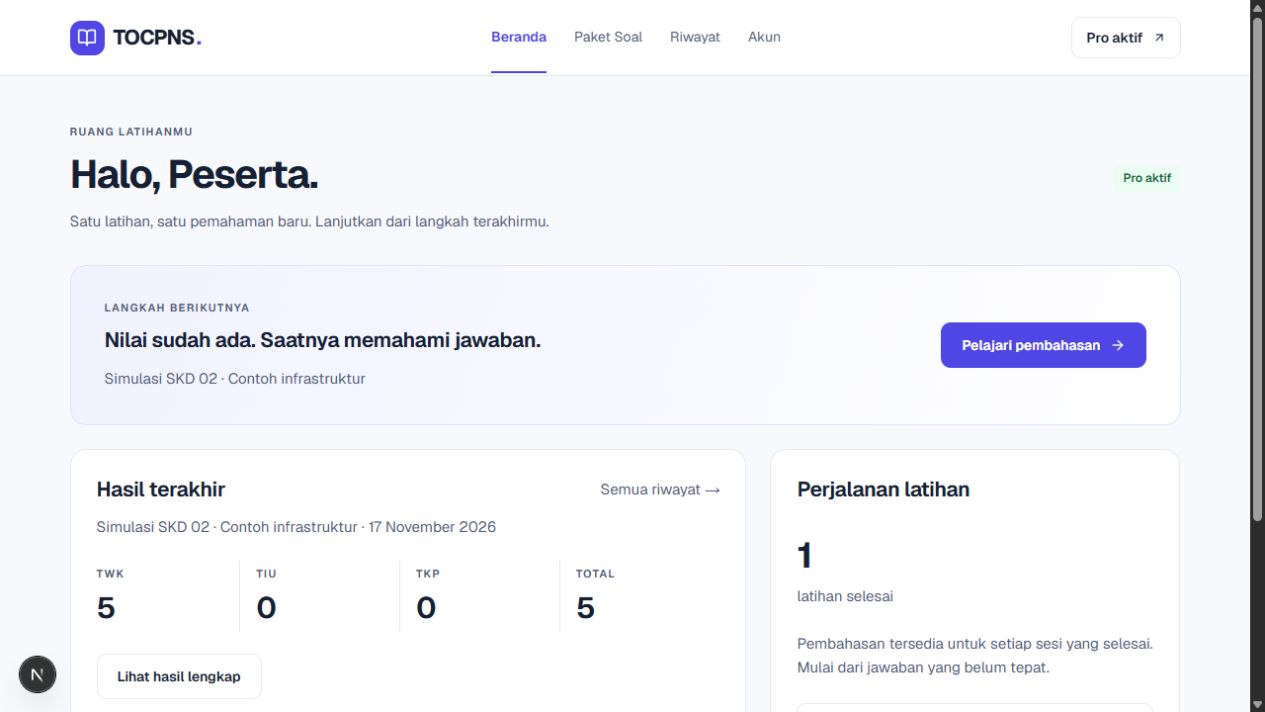 TOCPNS.
Beranda
Paket Soal
Riwayat
Akun
Pro aktif ↗
RUANG LATIHANMU
Halo, Peserta.
Pro aktif
Satu latihan, satu pemahaman baru. Lanjutkan dari langkah terakhirmu.
LANGKAH BERIKUTNYA
Nilai sudah ada. Saatnya memahami jawaban.
Simulasi SKD 02 · Contoh infrastruktur
Pelajari pembahasan →
Hasil terakhir
Semua riwayat →
Simulasi SKD 02 · Contoh infrastruktur · 17 November 2026
TWK
5
TIU
0
TKP
0
TOTAL
5
Lihat hasil lengkap
Perjalanan latihan
1
latihan selesai
Pembahasan tersedia untuk setiap sesi yang selesai.
Mulai dari jawaban yang belum tepat.
N